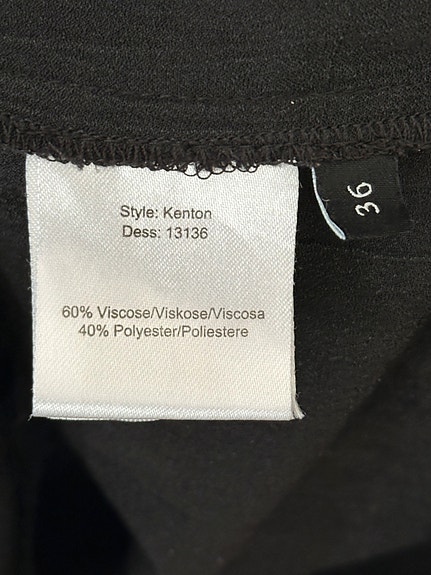 Style: Kenton
Dess: 13136
60% Viscose/Viskose/Viscosa
40% Polyester/Poliestere
36